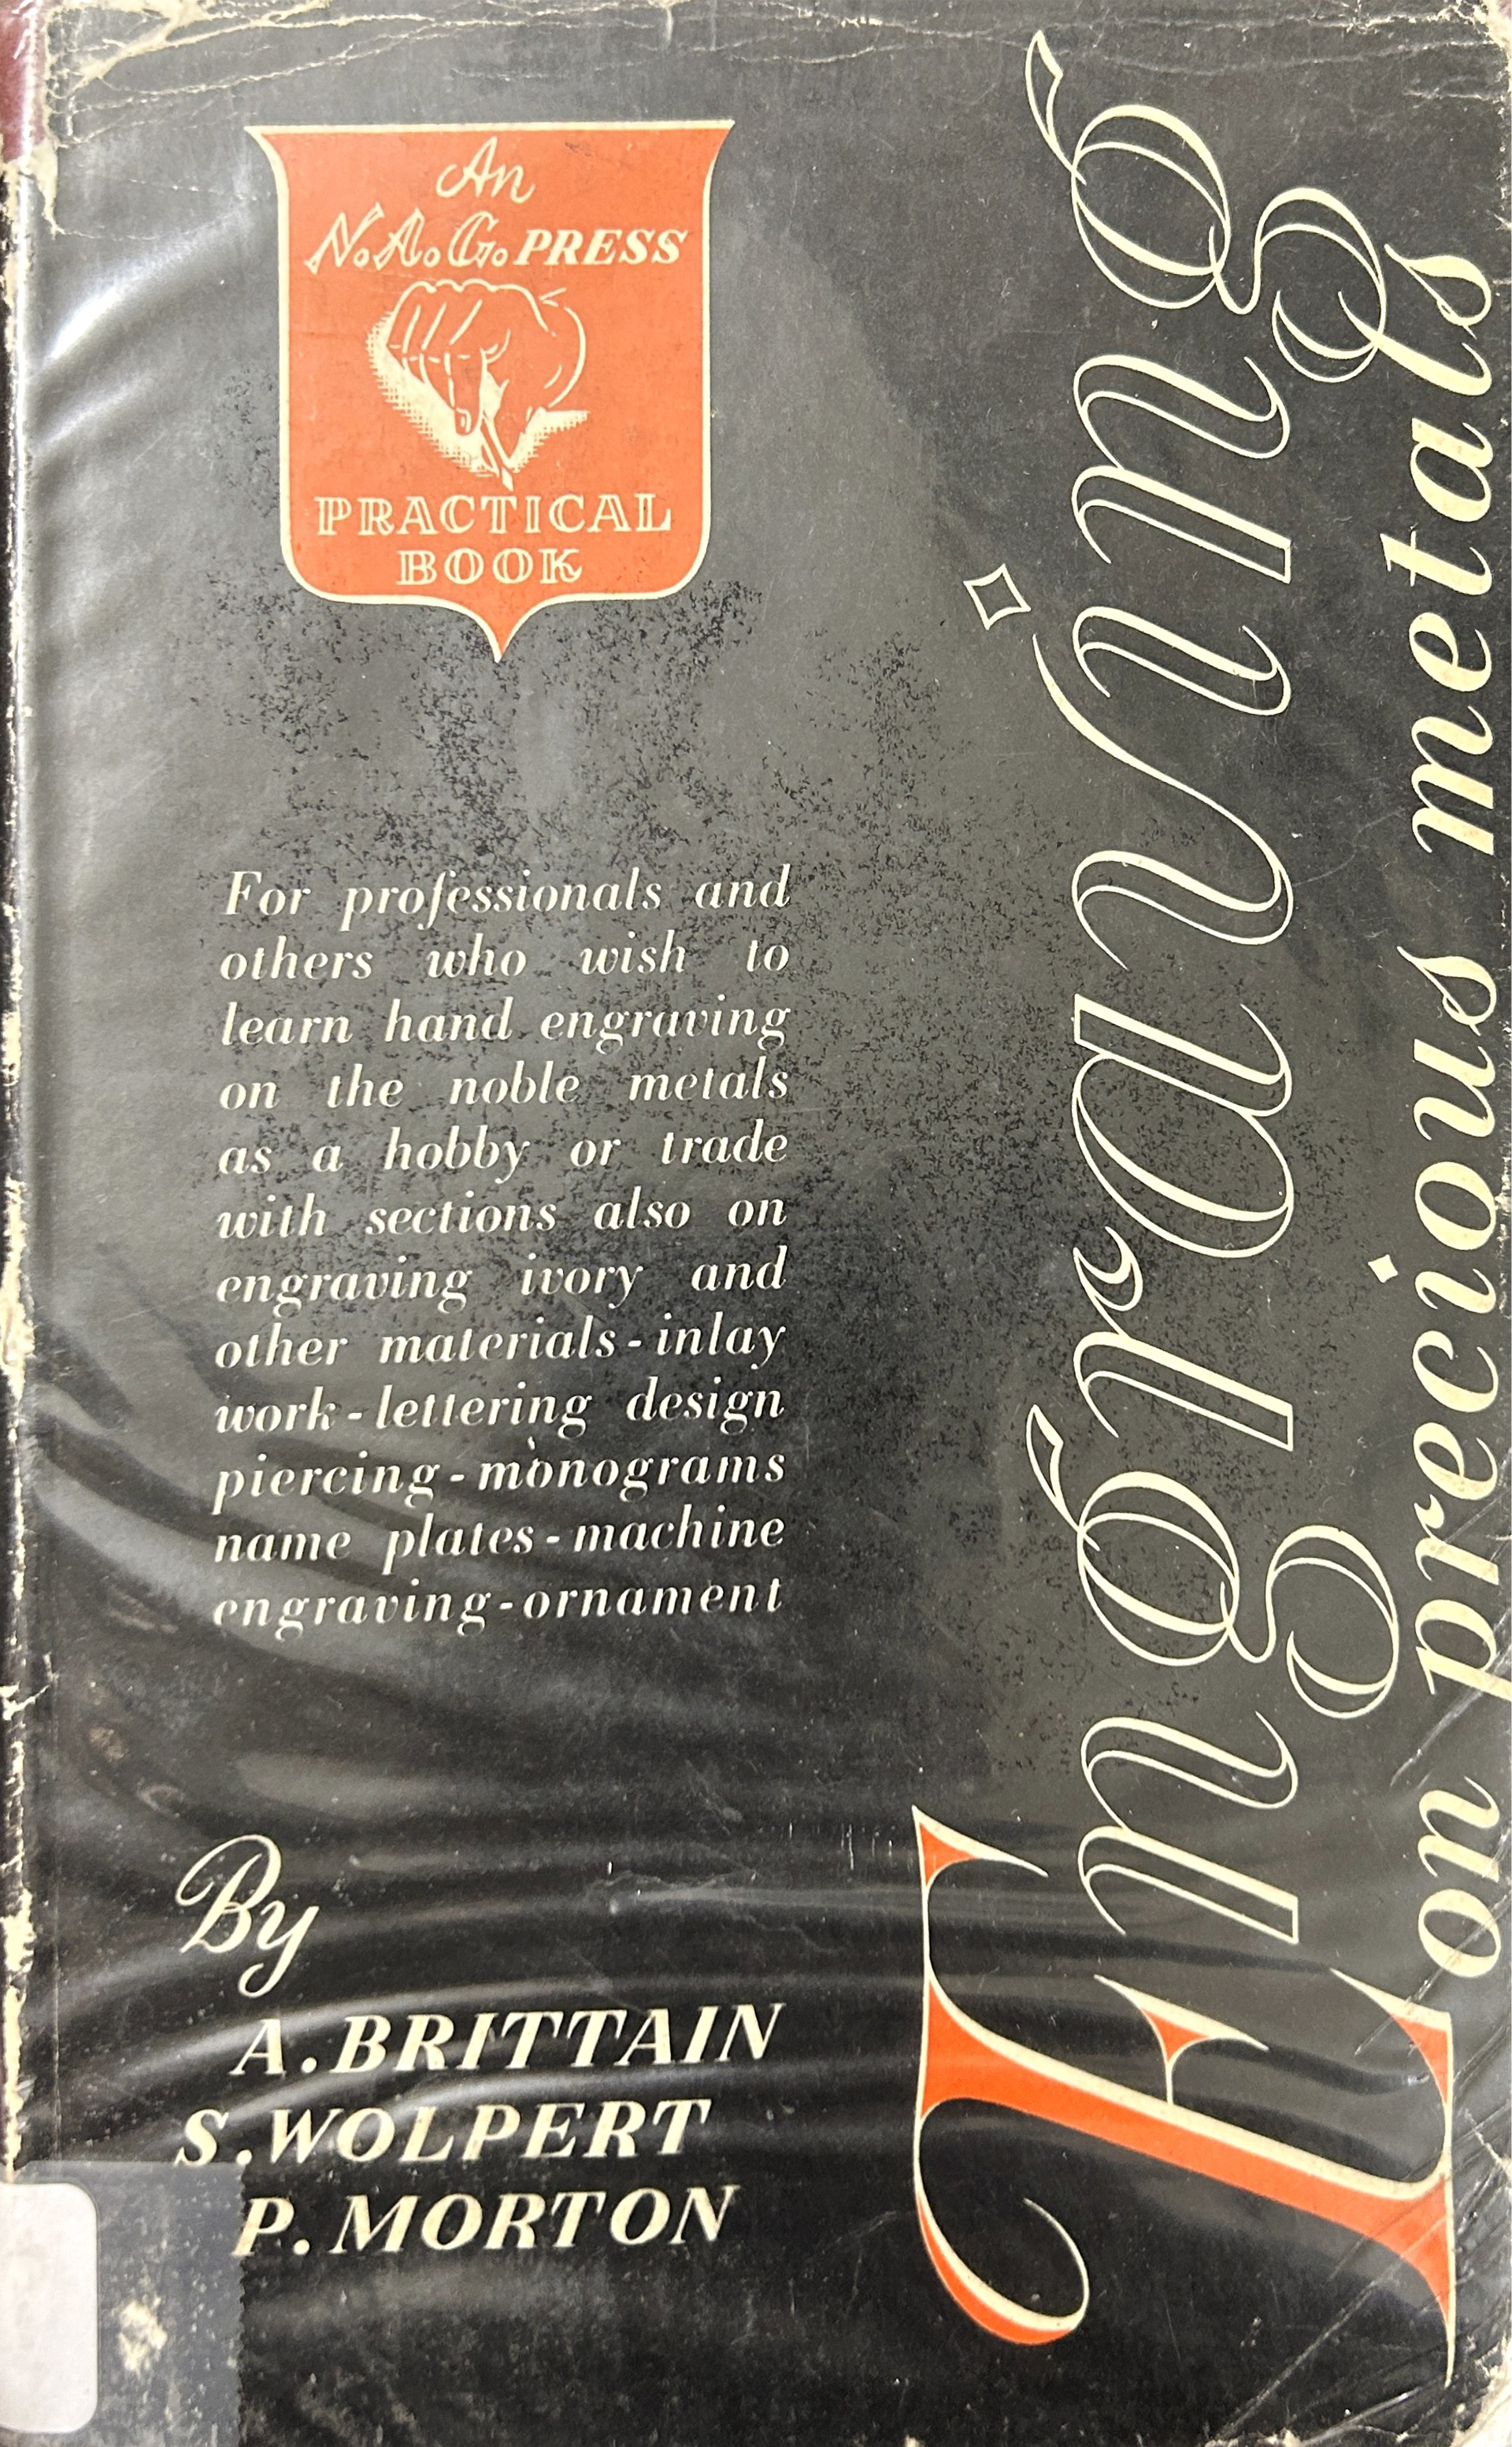 An
N.A.G. PRESS
PRACTICAL
BOOK
For professionals and
others who wish to
learn hand engraving
on the noble metals
as a hobby or trade
with sections also on
engraving ivory and
other materials - inlay
work - lettering design
piercing - monograms
name plates - machine
engraving - ornament
By
A. BRITTAIN
S. WOLPERT
P. MORTON
Engraving
on precious metals